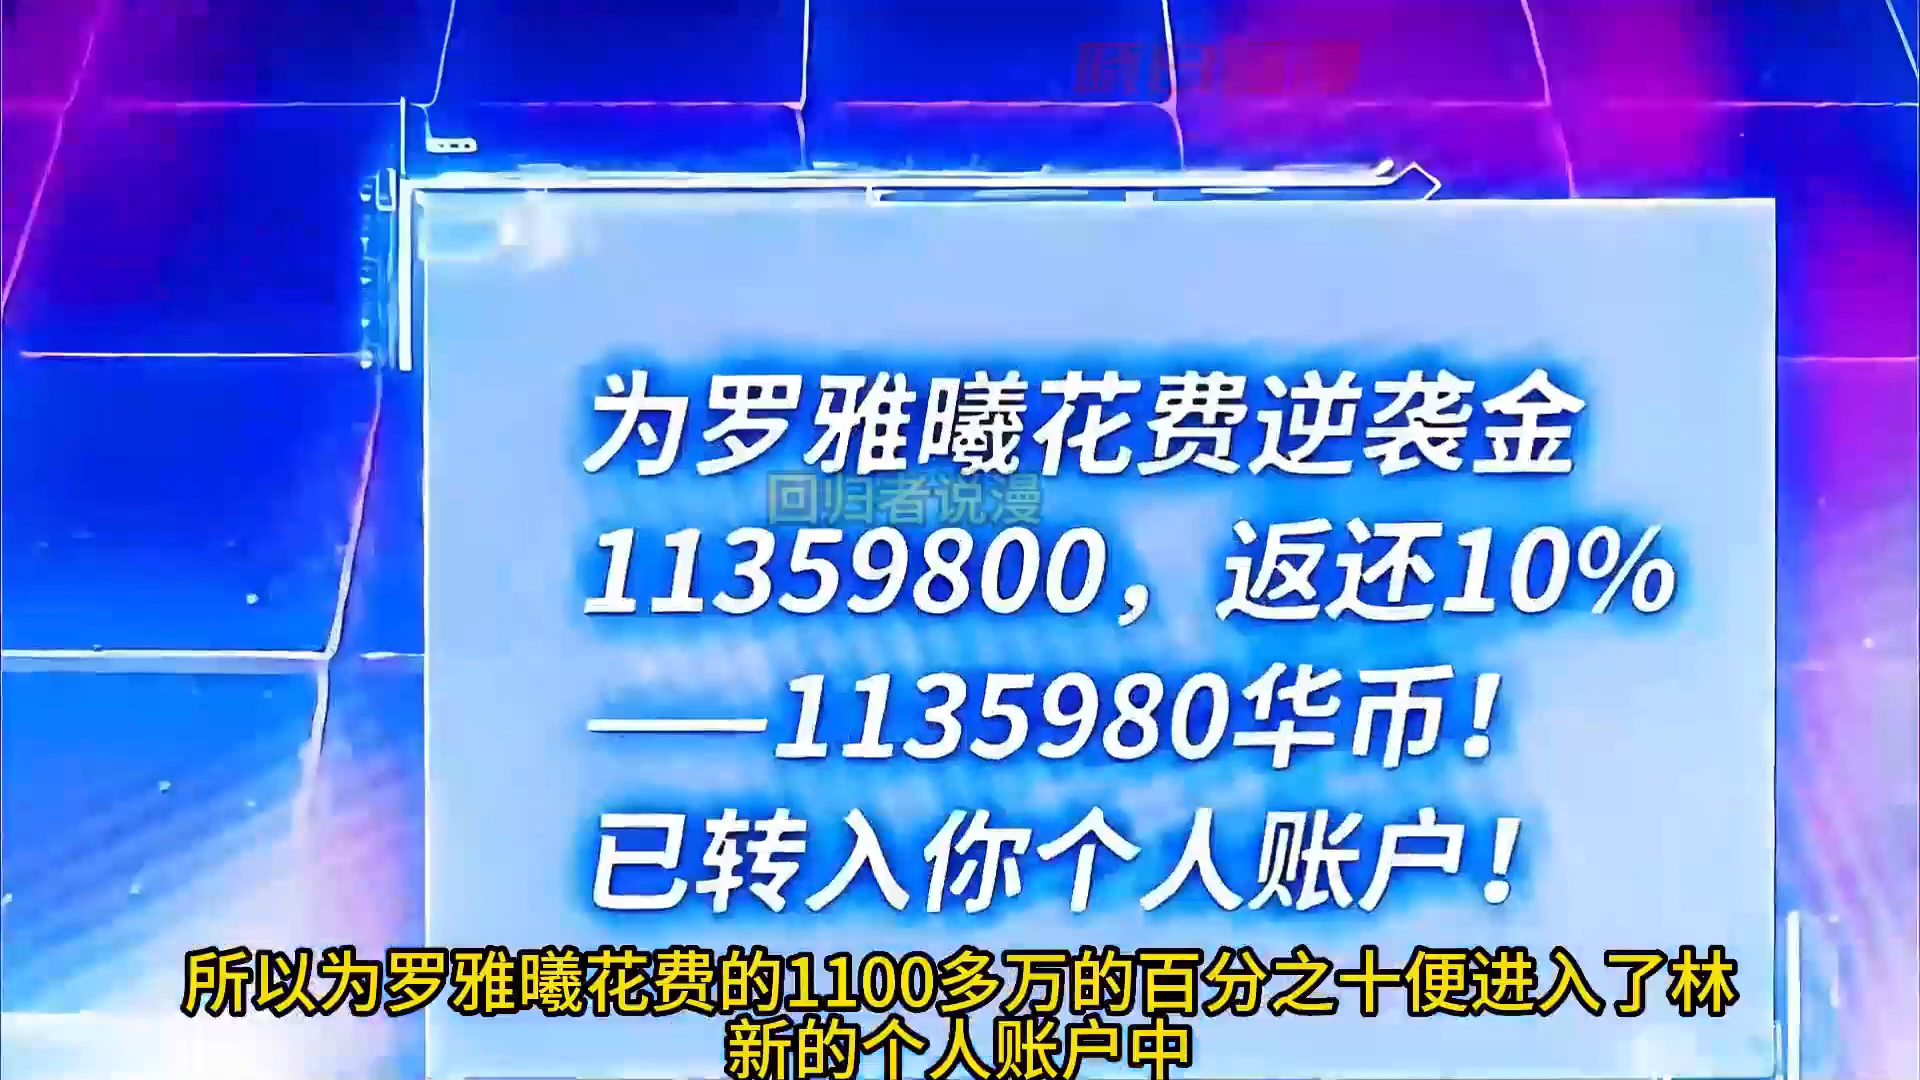 为罗雅曦花费逆袭金
回归者说漫
11359800，返还10%
——1135980华币！
已转入你个人账户！
所以为罗雅曦花费的1100多万的百分之十便进入了林
新的个人账户中